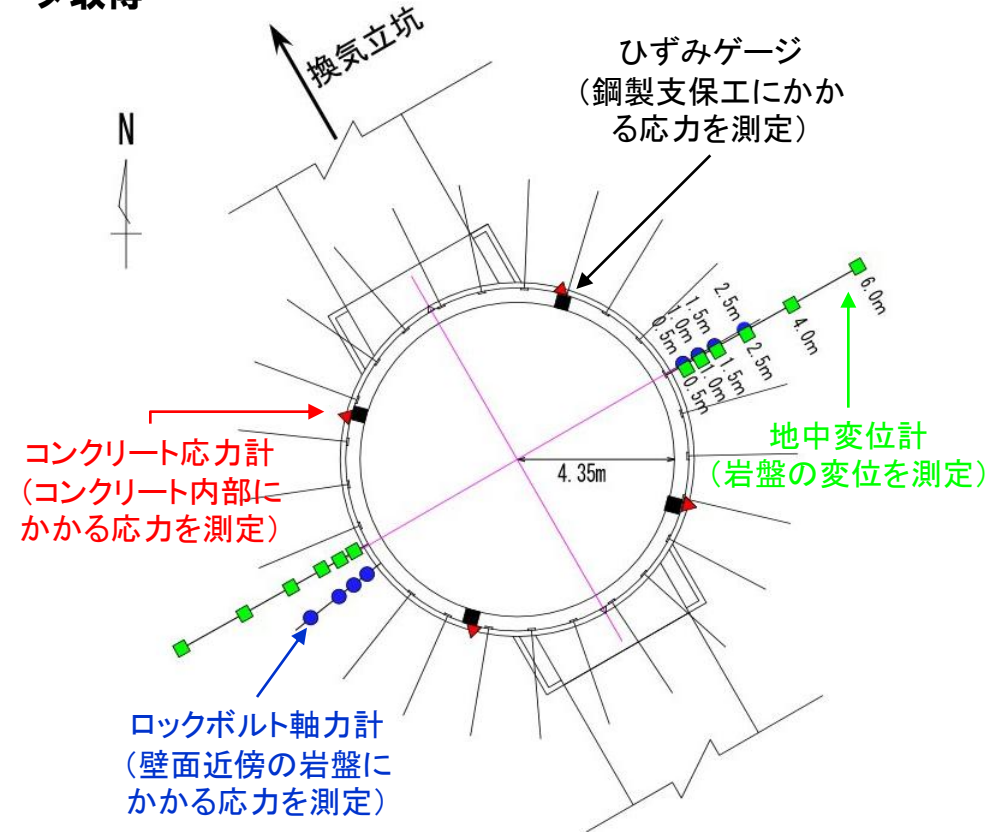 タ取得
換気立坑
N
ひずみゲージ
（鋼製支保工にかか
る応力を測定）
0.5m
1.0m
1.5m
2.5m
0.5m
1.0m
1.5m
2.5m
4.0m
6.0m
4.35m
地中変位計
（岩盤の変位を測定）
コンクリート応力計
（コンクリート内部に
かかる応力を測定）
ロックボルト軸力計
（壁面近傍の岩盤に
かかる応力を測定）